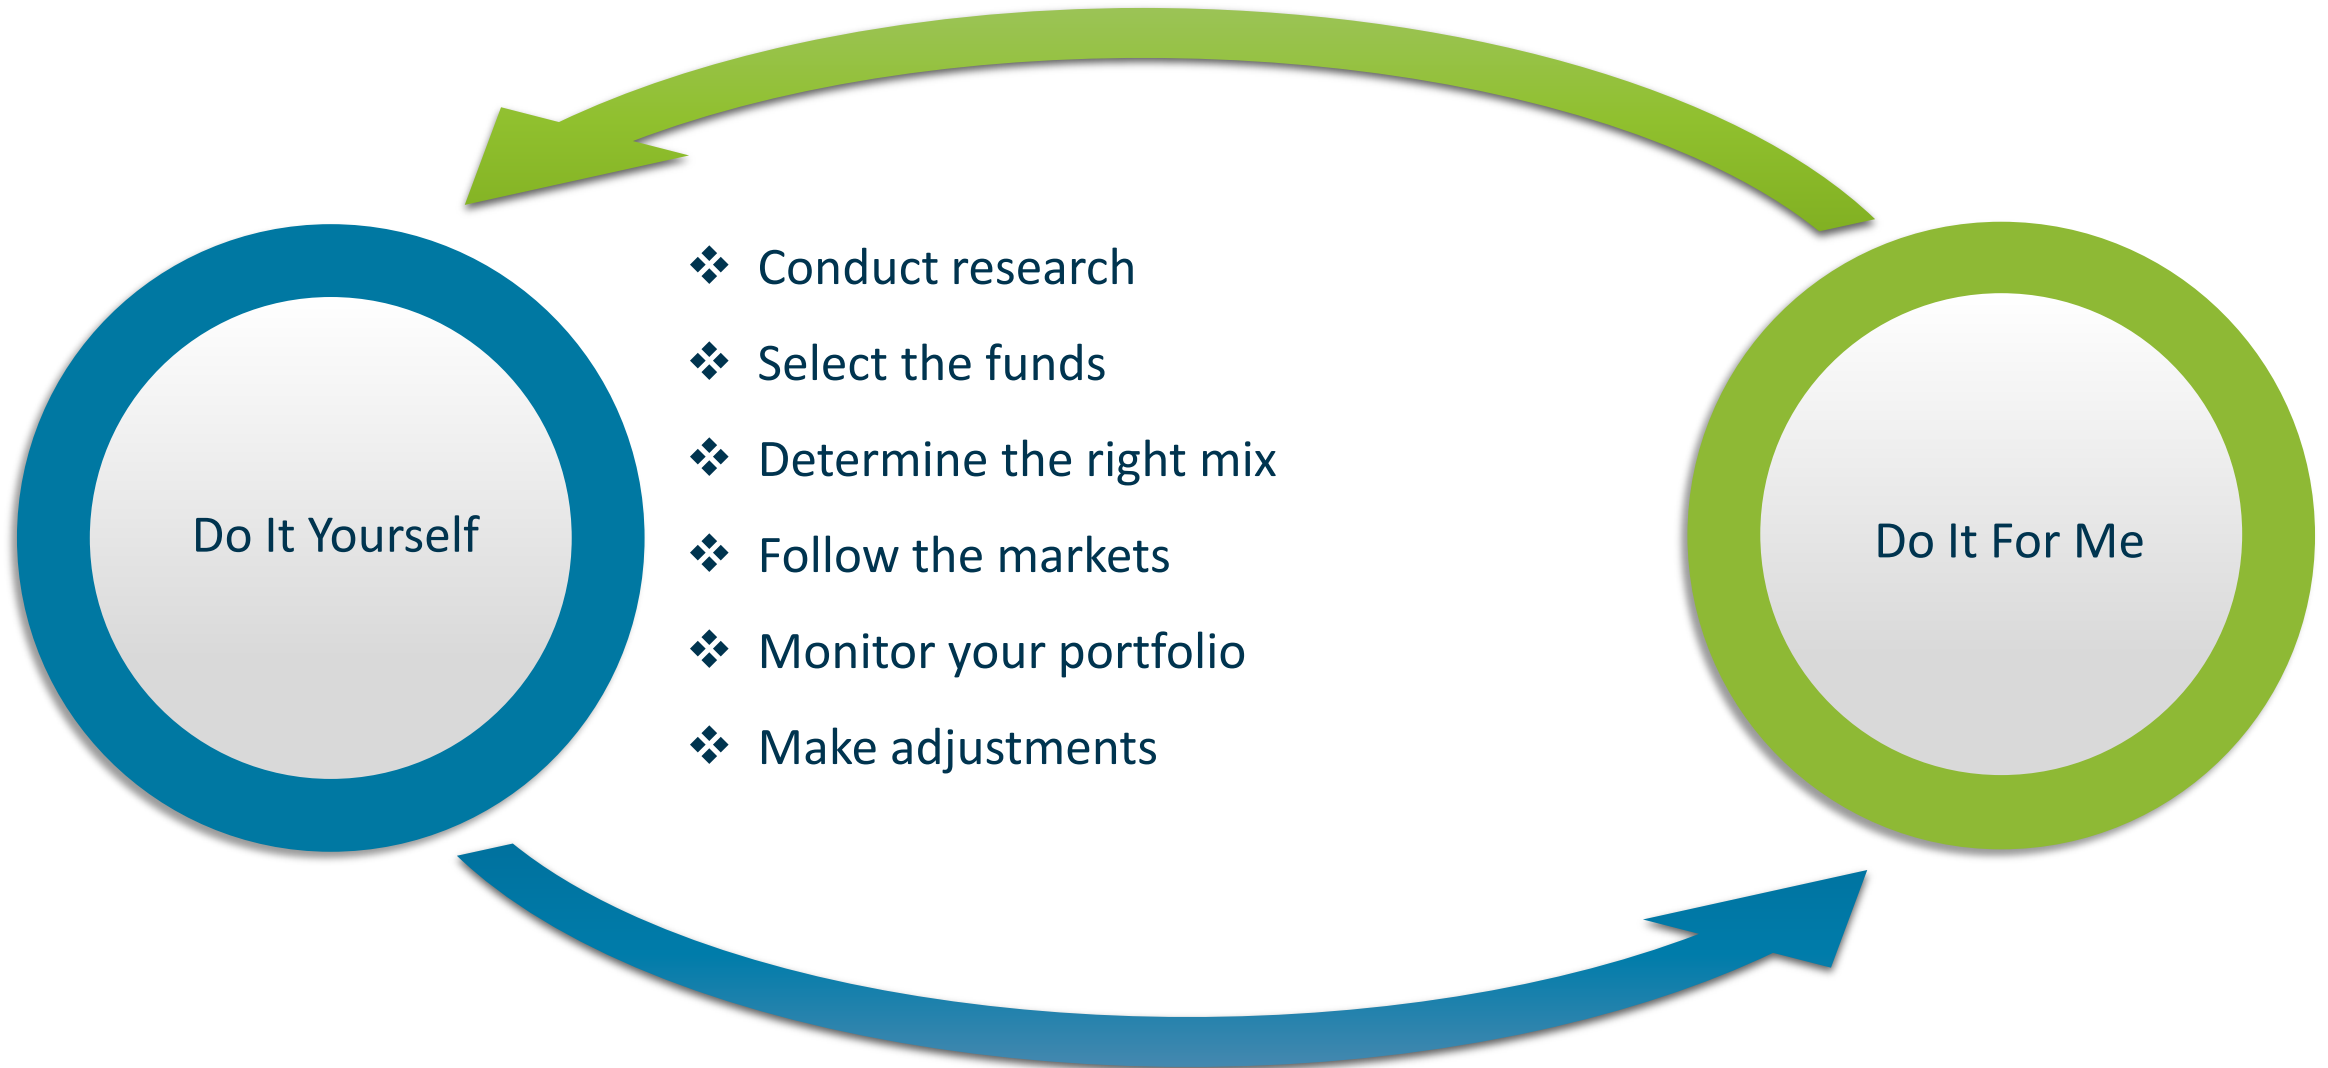 Do It Yourself
❖ Conduct research
❖ Select the funds
❖ Determine the right mix
❖ Follow the markets
❖ Monitor your portfolio
❖ Make adjustments
Do It For Me